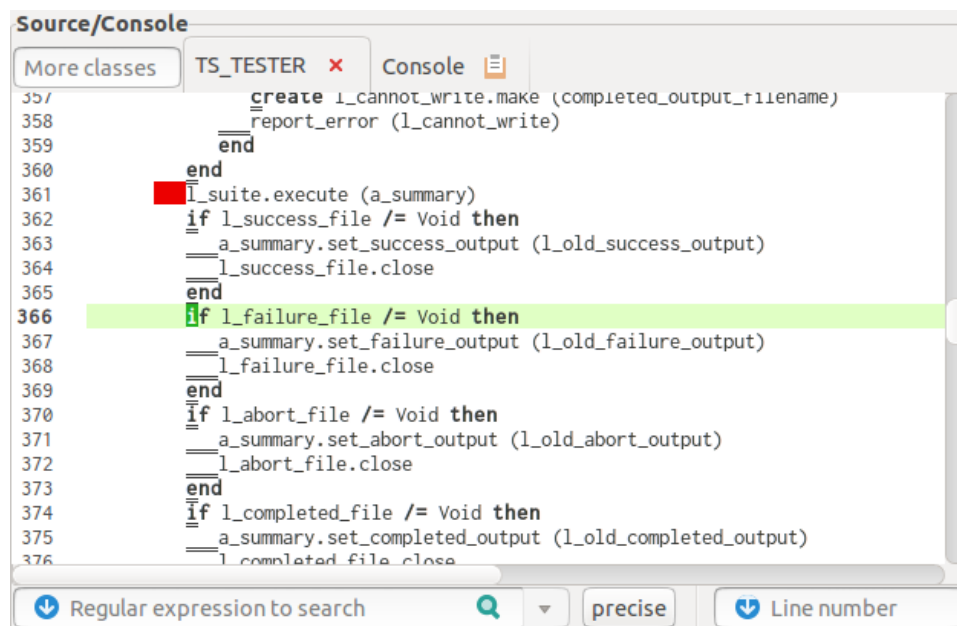 Source/Console
More classes TS_TESTER × Console
357 create l_cannot_write.make (completed_output_filename)
358 report_error (l_cannot_write)
359 end
360 end
361 l_suite.execute (a_summary)
362 if l_success_file /= Void then
363 a_summary.set_success_output (l_old_success_output)
364 l_success_file.close
365 end
366 if l_failure_file /= Void then
367 a_summary.set_failure_output (l_old_failure_output)
368 l_failure_file.close
369 end
370 if l_abort_file /= Void then
371 a_summary.set_abort_output (l_old_abort_output)
372 l_abort_file.close
373 end
374 if l_completed_file /= Void then
375 a_summary.set_completed_output (l_old_completed_output)
376 l_completed_file.close
Regular expression to search precise Line number